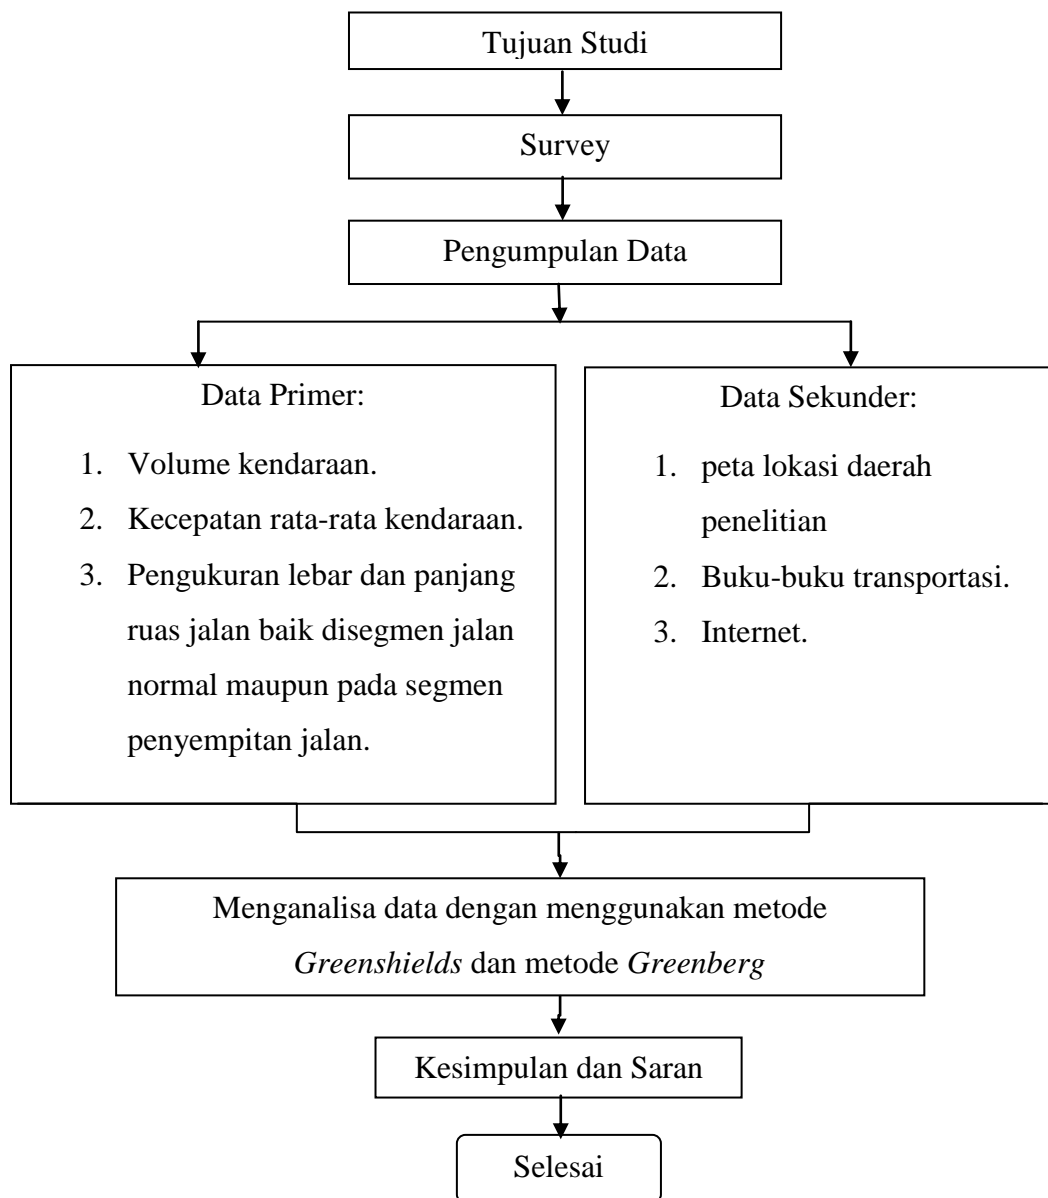 Tujuan Studi
Survey
Pengumpulan Data
Data Primer:
1. Volume kendaraan.
2. Kecepatan rata-rata kendaraan.
3. Pengukuran lebar dan panjang
ruas jalan baik disegmen jalan
normal maupun pada segmen
penyempitan jalan.
Data Sekunder:
1. peta lokasi daerah
penelitian
2. Buku-buku transportasi.
3. Internet.
Menganalisa data dengan menggunakan metode
Greenshields dan metode Greenberg
Kesimpulan dan Saran
Selesai